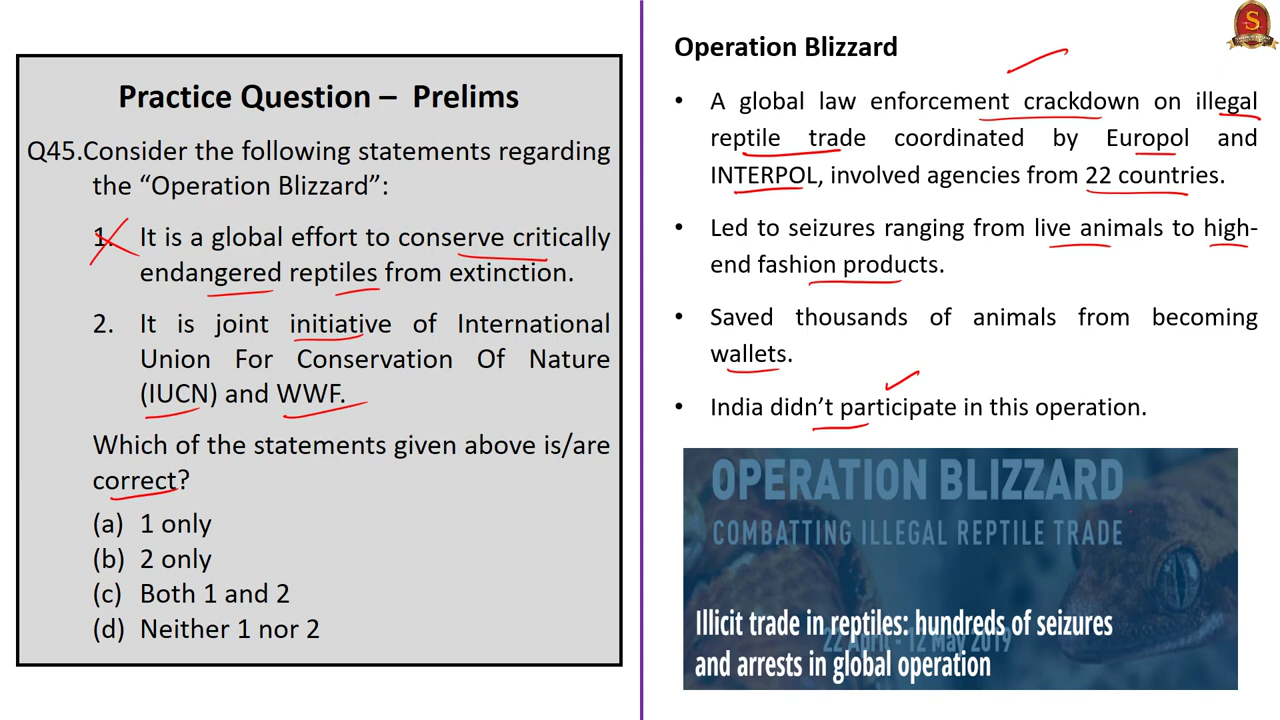 Practice Question – Prelims
Q45.Consider the following statements regarding
the “Operation Blizzard”:
1. It is a global effort to conserve critically
endangered reptiles from extinction.
2. It is joint initiative of International
Union For Conservation Of Nature
(IUCN) and WWF.
Which of the statements given above is/are
correct?
(a) 1 only
(b) 2 only
(c) Both 1 and 2
(d) Neither 1 nor 2
Operation Blizzard
• A global law enforcement crackdown on illegal
reptile trade coordinated by Europol and
INTERPOL, involved agencies from 22 countries.
• Led to seizures ranging from live animals to high-
end fashion products.
• Saved thousands of animals from becoming
wallets.
• India didn’t participate in this operation.
OPERATION BLIZZARD
COMBATTING ILLEGAL REPTILE TRADE
Illicit trade in reptiles: hundreds of seizures
22 April - 12 May 2019
and arrests in global operation
S